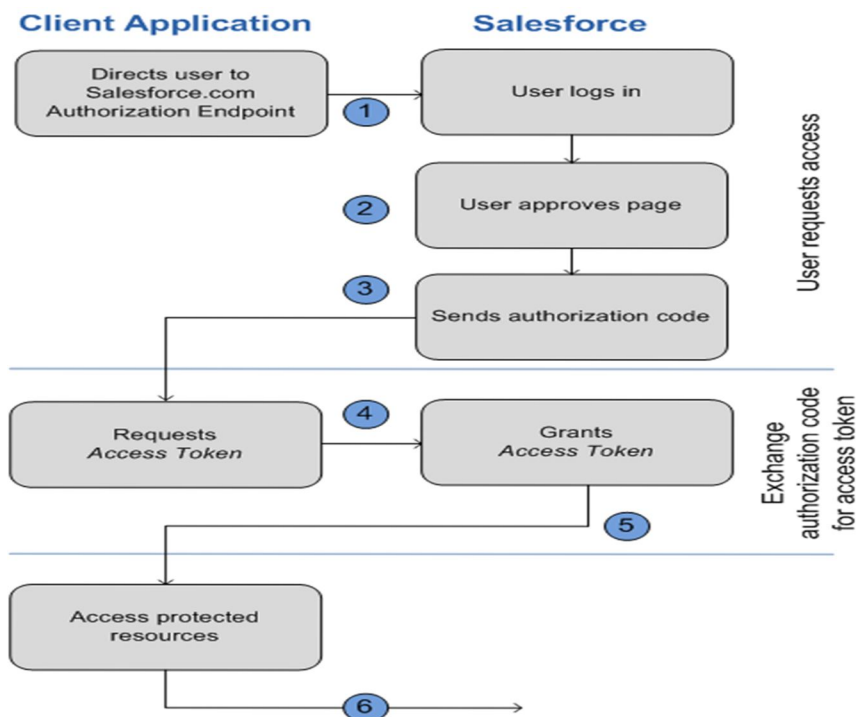 Client Application
Salesforce
Directs user to
Salesforce.com
Authorization Endpoint
1
User logs in
2
User approves page
3
Sends authorization code
User requests access
Requests
Access Token
4
Grants
Access Token
5
Exchange
authorization code
for access token
Access protected
resources
6